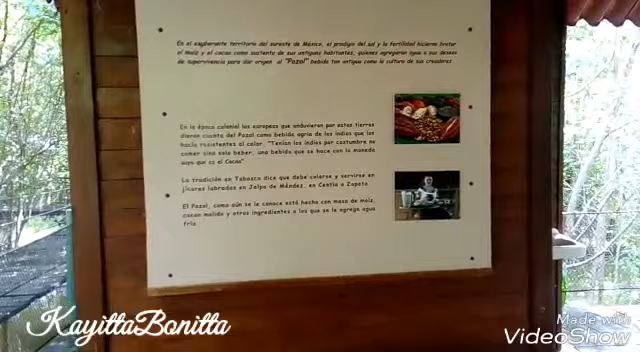 En el exuberante territorio del sureste de México, el prodigio del sol y la fertilidad hicieron brotar
el maíz y el cacao como sustento de sus antiguos habitantes, quienes agregaron agua a sus deseos
de supervivencia para dar origen al "Pozol" bebida tan antigua como la cultura de sus creadores
En la época colonial los europeos que anduvieron por estas tierras
dieron cuenta del Pozol como bebida agria de los indios que los
hacía resistentes al calor. "Tenían los indios por costumbre no
comer sino solo beber, una bebida que se hace con la moneda
suya que es el Cacao"
La tradición en Tabasco dice que debe colarse y servirse en
jícaras labradas en Jalpa de Méndez, en Centla o Zapata
El Pozol, como aún se le conoce está hecho con masa de maíz,
cacao molido y otros ingredientes a los que se le agrega agua
fría
KayittaBonitta
Made with
VideoShow